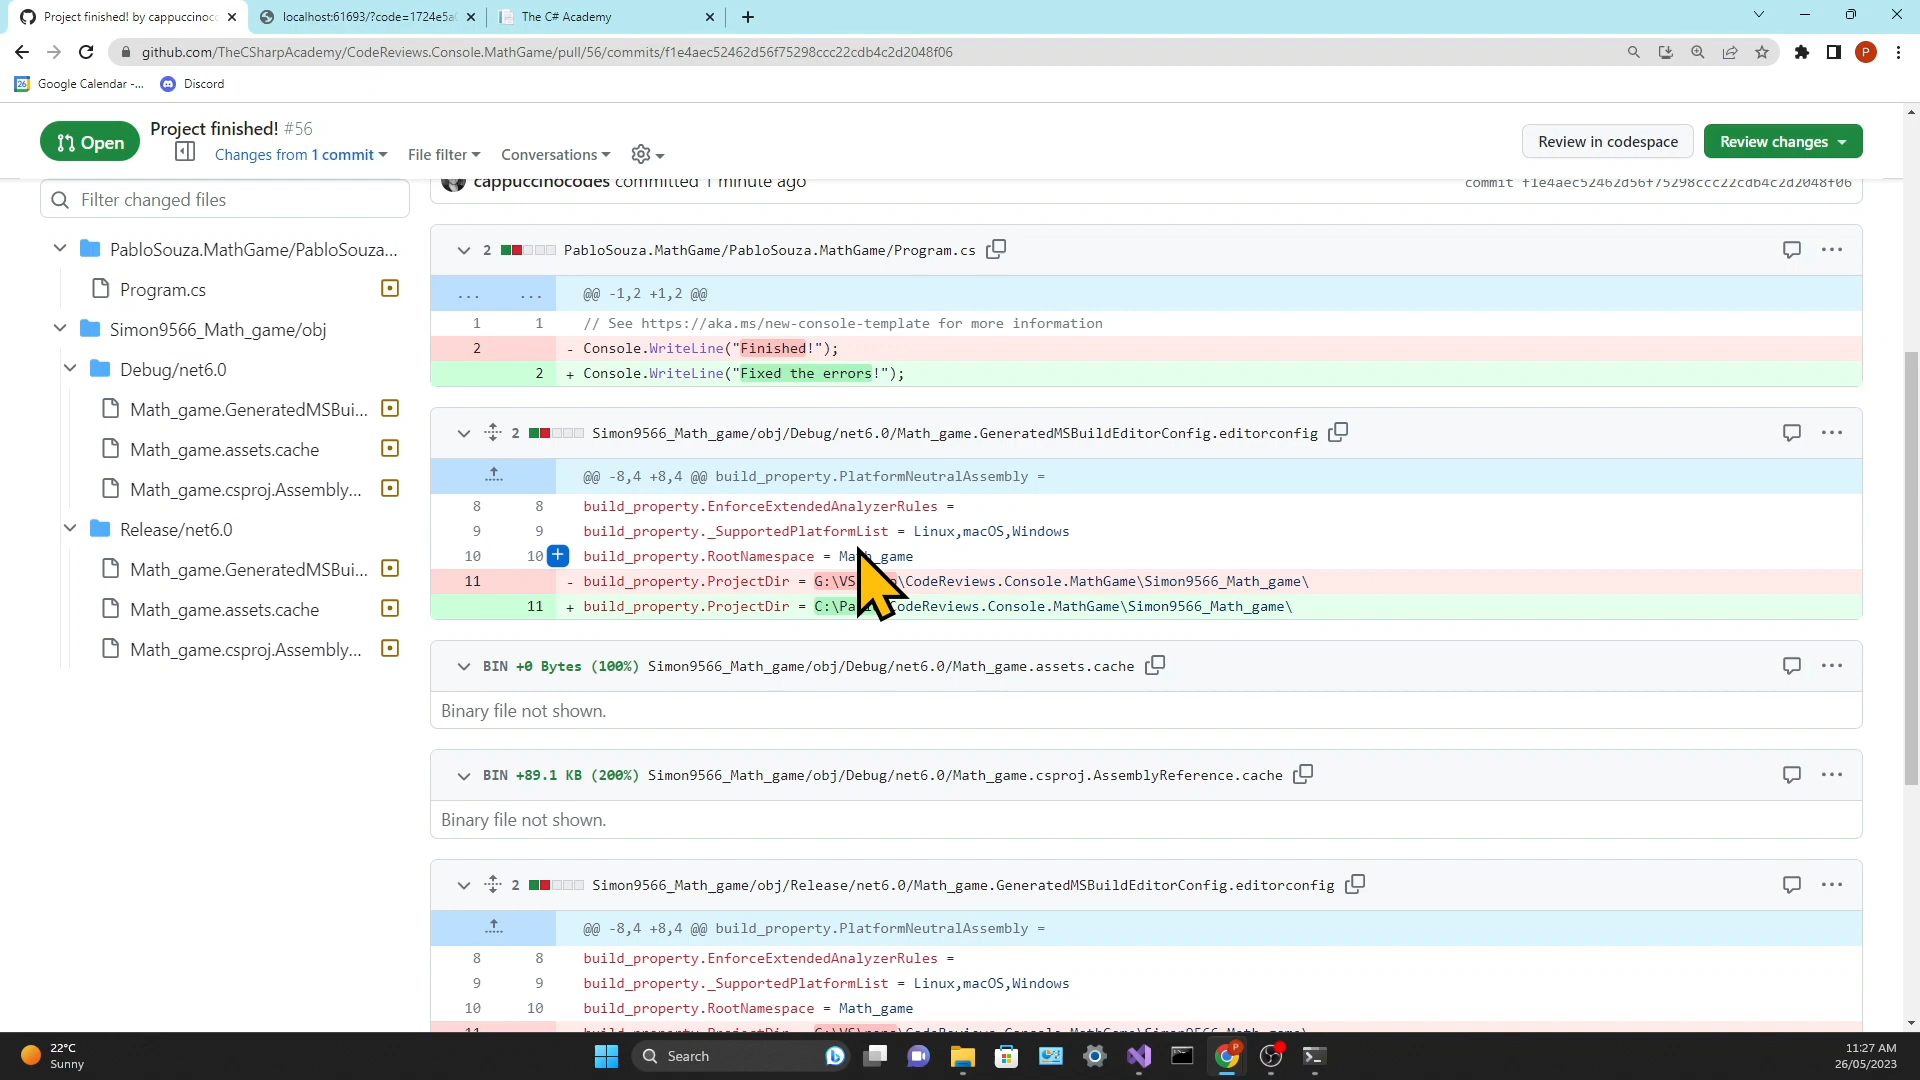 Project finished! by cappuccinoco
localhost:61693/?code=1724e5a
The C# Academy
github.com/TheCSharpAcademy/CodeReviews.Console.MathGame/pull/56/commits/f1e4aec52462d56f75298ccc22cdb4c2d2048f06
P
26 Google Calendar -...
Discord
Open
Project finished! #56
Changes from 1 commit
File filter
Conversations
Review in codespace
Review changes
cappuccinocodes committed 1 minute ago
commit f1e4aec52462d56f75298ccc22cdb4c2d2048f06
Filter changed files
PabloSouza.MathGame/PabloSouza...
Program.cs
Simon9566_Math_game/obj
Debug/net6.0
Math_game.GeneratedMSBui...
Math_game.assets.cache
Math_game.csproj.Assembly...
Release/net6.0
Math_game.GeneratedMSBui...
Math_game.assets.cache
Math_game.csproj.Assembly...
2 PabloSouza.MathGame/PabloSouza.MathGame/Program.cs
... ... @@ -1,2 +1,2 @@
1 1 // See https://aka.ms/new-console-template for more information
2 - Console.WriteLine("Finished!");
2 + Console.WriteLine("Fixed the errors!");
2 Simon9566_Math_game/obj/Debug/net6.0/Math_game.GeneratedMSBuildEditorConfig.editorconfig
@@ -8,4 +8,4 @@ build_property.PlatformNeutralAssembly =
8 8 build_property.EnforceExtendedAnalyzerRules =
9 9 build_property._SupportedPlatformList = Linux,macOS,Windows
10 10 build_property.RootNamespace = Math_game
11 - build_property.ProjectDir = G:\VS \CodeReviews.Console.MathGame\Simon9566_Math_game\
11 + build_property.ProjectDir = C:\Pa CodeReviews.Console.MathGame\Simon9566_Math_game\
BIN +0 Bytes (100%) Simon9566_Math_game/obj/Debug/net6.0/Math_game.assets.cache
Binary file not shown.
BIN +89.1 KB (200%) Simon9566_Math_game/obj/Debug/net6.0/Math_game.csproj.AssemblyReference.cache
Binary file not shown.
2 Simon9566_Math_game/obj/Release/net6.0/Math_game.GeneratedMSBuildEditorConfig.editorconfig
@@ -8,4 +8,4 @@ build_property.PlatformNeutralAssembly =
8 8 build_property.EnforceExtendedAnalyzerRules =
9 9 build_property._SupportedPlatformList = Linux,macOS,Windows
10 10 build_property.RootNamespace = Math_game
22°C
Sunny
Search
11:27 AM
26/05/2023